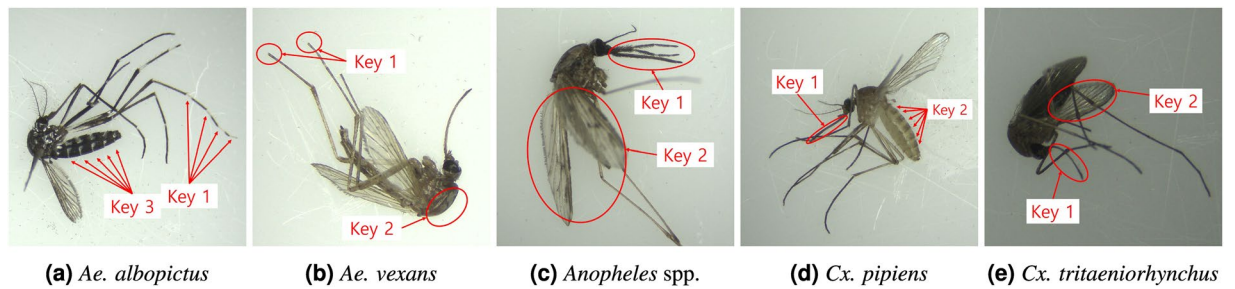 Key 3
Key 1
Key 1
Key 2
Key 1
Key 2
Key 1
Key 2
Key 2
Key 1
(a) Ae. albopictus
(b) Ae. vexans
(c) Anopheles spp.
(d) Cx. pipiens
(e) Cx. tritaeniorhynchus